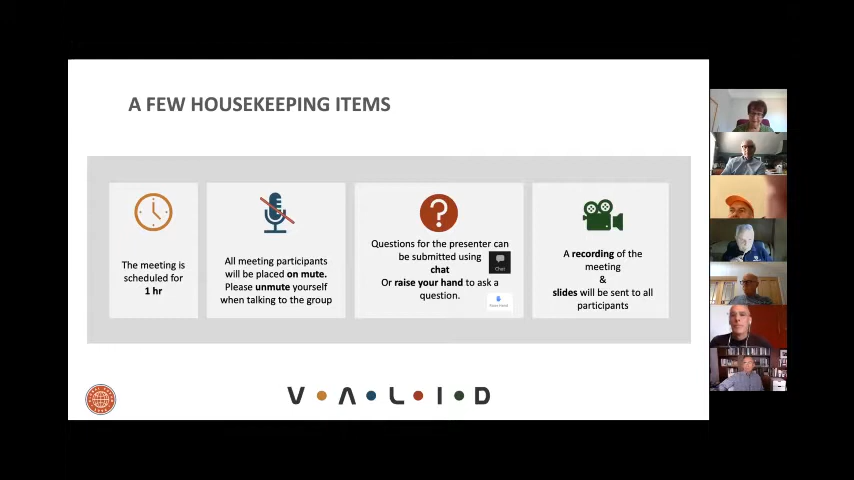 A FEW HOUSEKEEPING ITEMS
The meeting is
scheduled for
1 hr
All meeting participants
will be placed on mute.
Please unmute yourself
when talking to the group
Questions for the presenter can
be submitted using
chat
Or raise your hand to ask a
question.
Chat
A recording of the
meeting
&
slides will be sent to all
participants
V A L I D